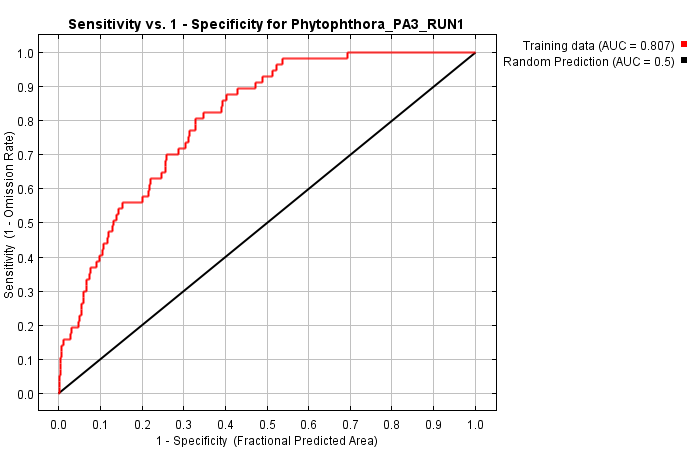 Sensitivity vs. 1 - Specificity for Phytophthora_PA3_RUN1
Training data (AUC = 0.807)
Random Prediction (AUC = 0.5)
Sensitivity (1 - Omission Rate)
1.0
0.9
0.8
0.7
0.6
0.5
0.4
0.3
0.2
0.1
0.0
0.0 0.1 0.2 0.3 0.4 0.5 0.6 0.7 0.8 0.9 1.0
1 - Specificity (Fractional Predicted Area)